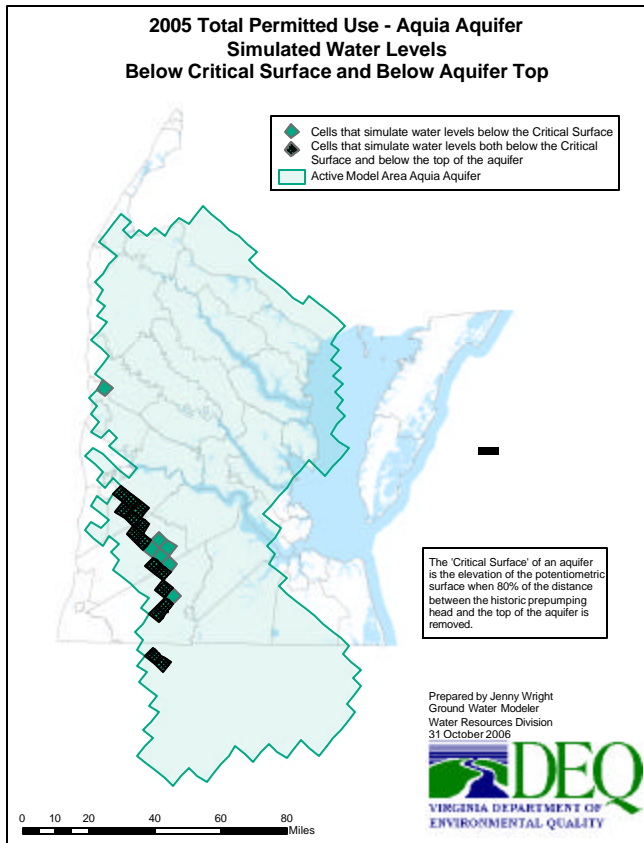 2005 Total Permitted Use - Aquia Aquifer
Simulated Water Levels
Below Critical Surface and Below Aquifer Top
Cells that simulate water levels below the Critical Surface
Cells that simulate water levels both below the Critical
Surface and below the top of the aquifer
Active Model Area Aquia Aquifer
The 'Critical Surface' of an aquifer
is the elevation of the potentiometric
surface when 80% of the distance
between the historic prepumping
head and the top of the aquifer is
removed.
Prepared by Jenny Wright
Ground Water Modeler
Water Resources Division
31 October 2006
DEQ
VIRGINIA DEPARTMENT OF
ENVIRONMENTAL QUALITY
0 10 20 40 60 80
Miles